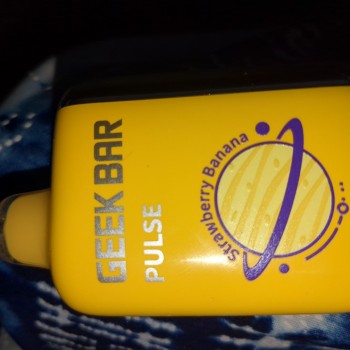 GEEK BAR
PULSE
Strawberry Banana